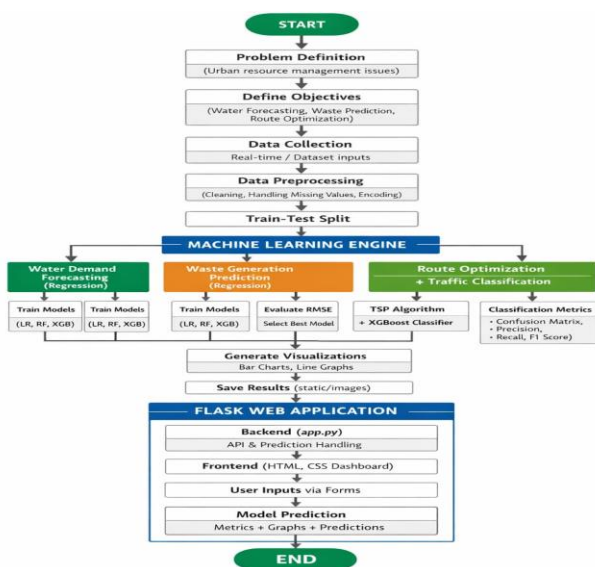 START
Problem Definition
(Urban resource management issues)
Define Objectives
(Water Forecasting, Waste Prediction,
Route Optimization)
Data Collection
Real-time / Dataset inputs
Data Preprocessing
(Cleaning, Handling Missing Values, Encoding)
Train-Test Split
MACHINE LEARNING ENGINE
Water Demand
Forecasting
(Regression)
Train Models
(LR, RF, XGB)
Train Models
(LR, RF, XGB)
Waste Generation
Prediction
(Regression)
Train Models
(LR, RF, XGB)
Evaluate RMSE
Select Best Model
Route Optimization
+ Traffic Classification
TSP Algorithm
+ XGBoost Classifier
Classification Metrics
• Confusion Matrix,
• Precision,
• Recall, F1 Score)
Generate Visualizations
Bar Charts, Line Graphs
Save Results (static/images)
FLASK WEB APPLICATION
Backend (app.py)
API & Prediction Handling
Frontend (HTML, CSS Dashboard)
User Inputs via Forms
Model Prediction
Metrics + Graphs + Predictions
END